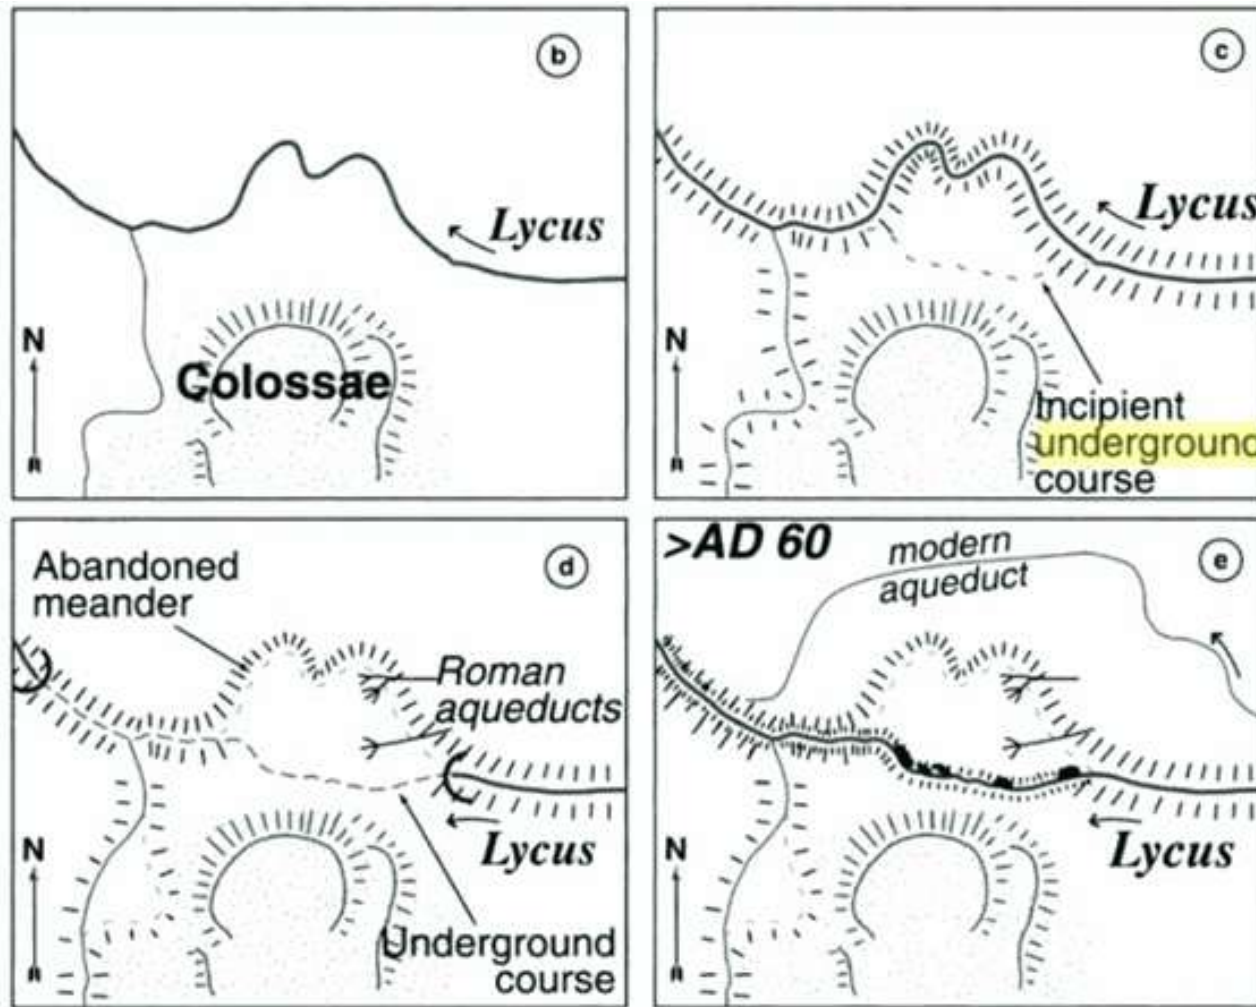 b
Lycus
N
Colossae
c
Lycus
N
Incipient
underground
course
Abandoned
meander
d
Roman
aqueducts
N
Lycus
Underground
course
>AD 60
modern
aqueduct
e
N
Lycus